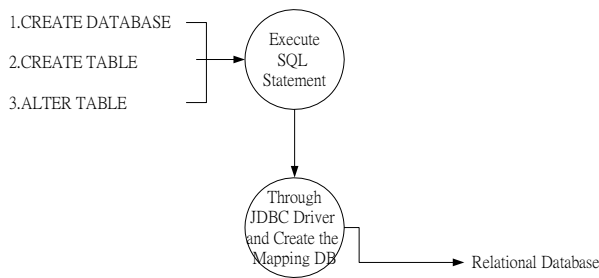 1.CREATE DATABASE
2.CREATE TABLE
3.ALTER TABLE
Execute
SQL
Statement
Through
JDBC Driver
and Create the
Mapping DB
Relational Database